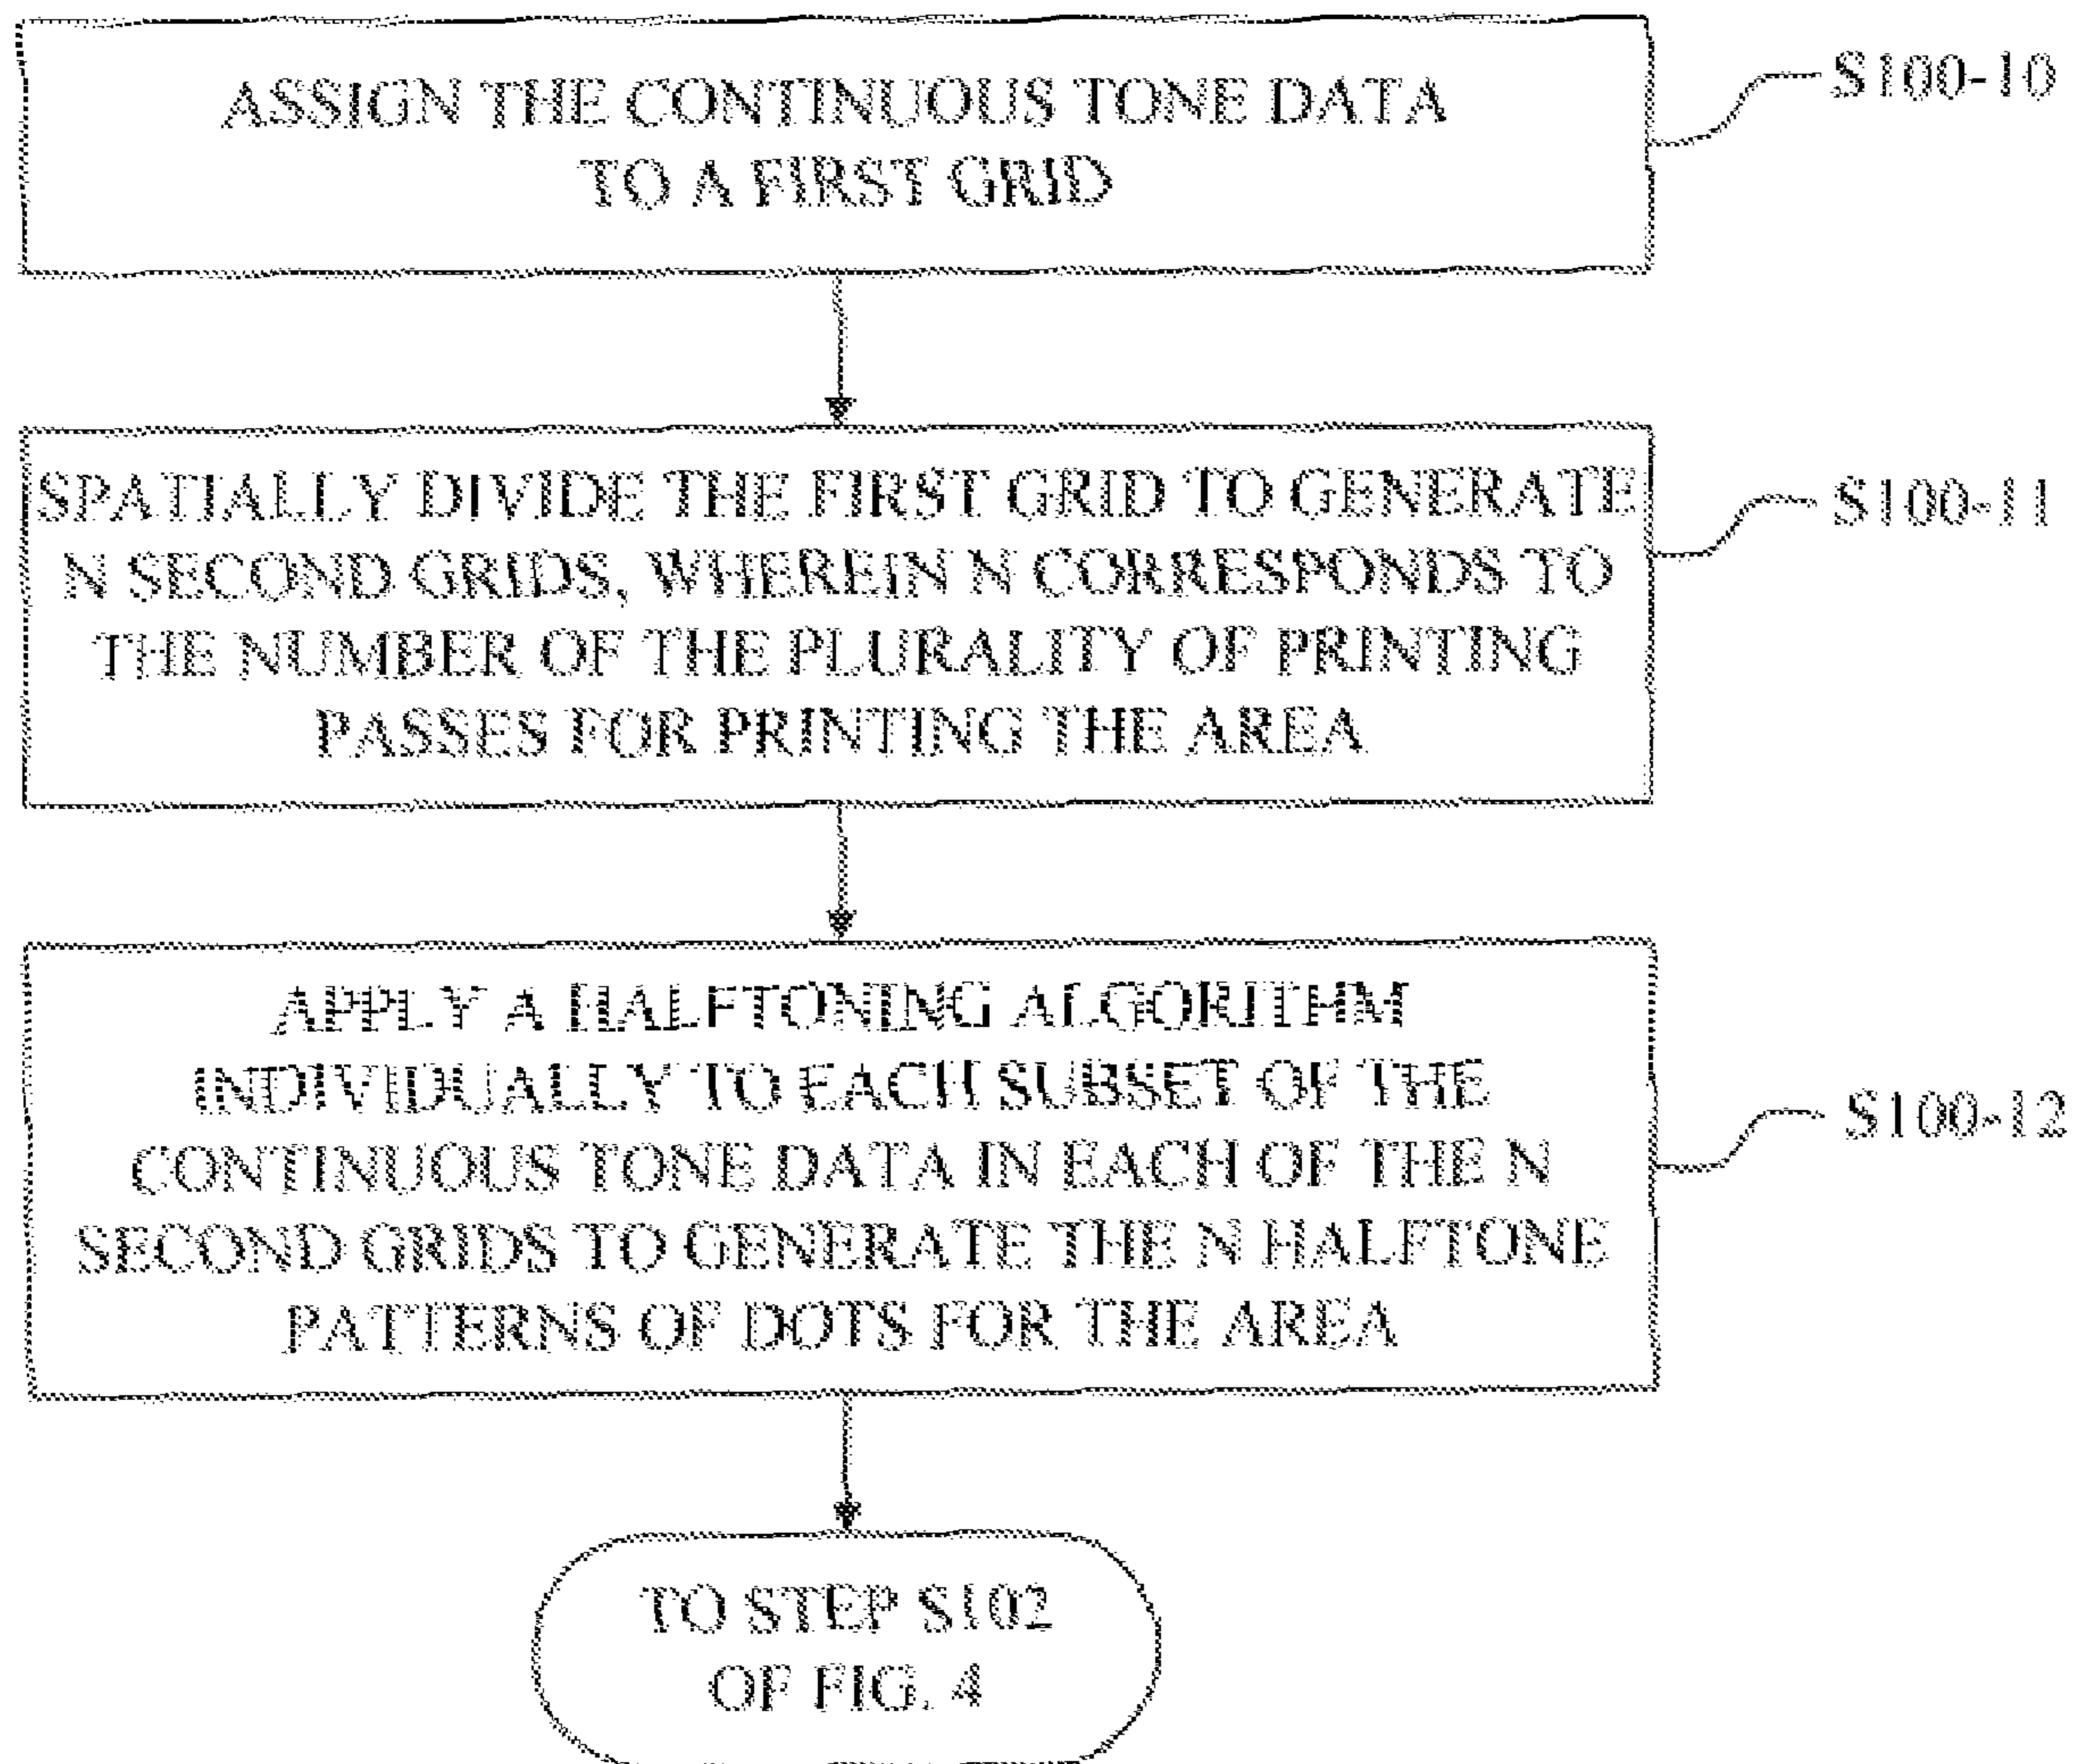 ASSIGN THE CONTINUOUS TONE DATA
TO A FIRST GRID
S100-10
SPATIALLY DIVIDE THE FIRST GRID TO GENERATE
N SECOND GRIDS, WHEREIN N CORRESPONDS TO
THE NUMBER OF THE PLURALITY OF PRINTING
PASSES FOR PRINTING THE AREA
S100-11
APPLY A HALFTONING ALGORITHM
INDIVIDUALLY TO EACH SUBSET OF THE
CONTINUOUS TONE DATA IN EACH OF THE N
SECOND GRIDS TO GENERATE THE N HALFTONE
PATTERNS OF DOTS FOR THE AREA
S100-12
TO STEP S102
OF FIG. 4